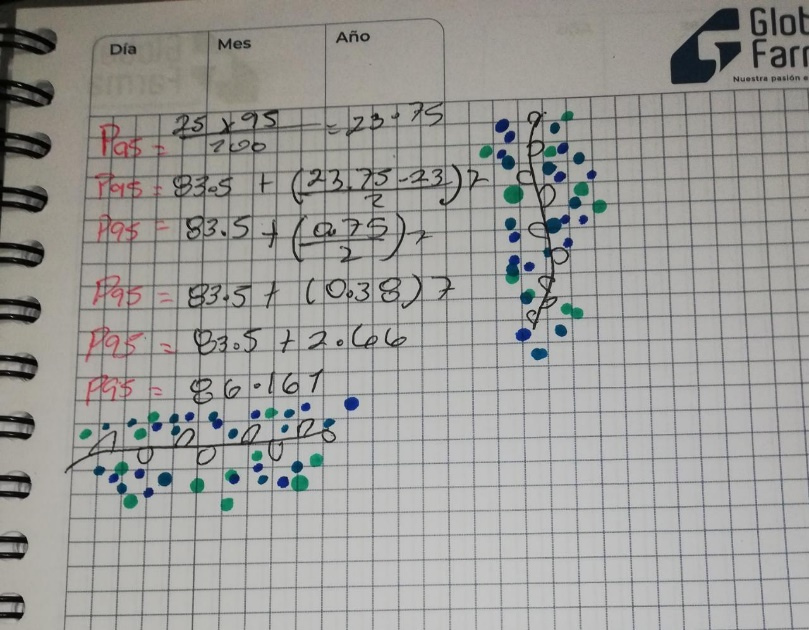 Día Mes Año
Glob
Farm
Nuestra pasión e
P95 = 25 x 95 / 100 = 23.75
P95 = 83.5 + (23.75-23 / 2) 7
P95 = 83.5 + (0.75 / 2) 7
P95 = 83.5 + (0.38) 7
P95 = 83.5 + 2.66
P95 = 86.161